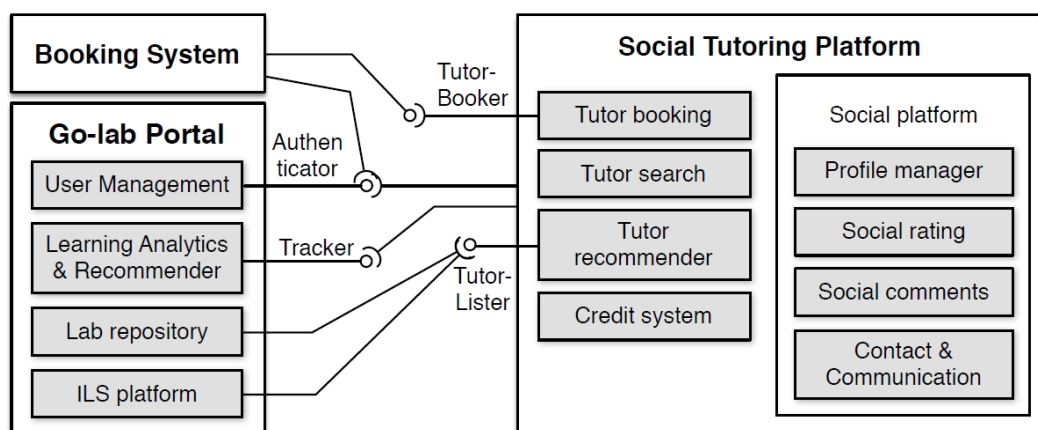 Booking System
Go-lab Portal
User Management
Learning Analytics
& Recommender
Lab repository
ILS platform
Tutor-
Booker
Authen
ticator
Tracker
Tutor-
Lister
Social Tutoring Platform
Tutor booking
Tutor search
Tutor
recommender
Credit system
Social platform
Profile manager
Social rating
Social comments
Contact &
Communication